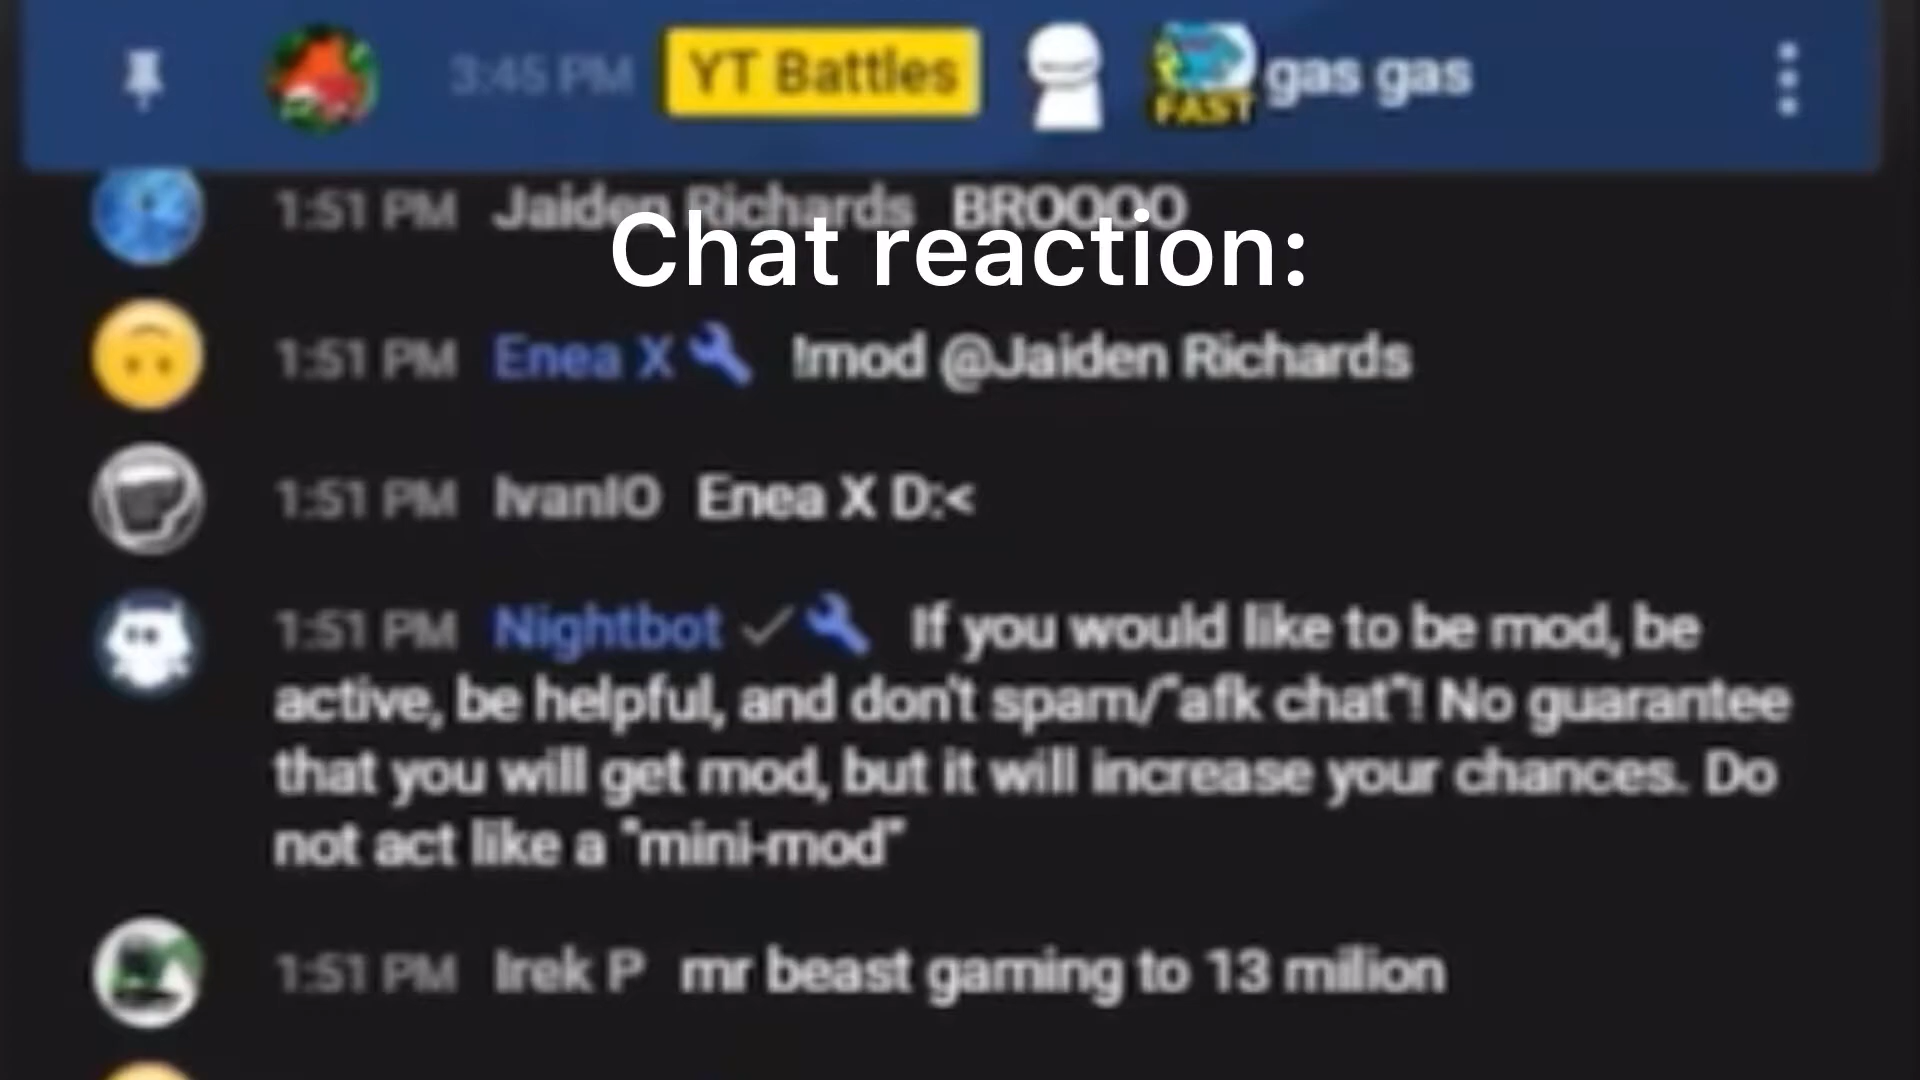 3:45 PM YT Battles FAST gas gas
1:51 PM Jaiden Richards BROOOO
Chat reaction:
1:51 PM Enea X !mod @Jaiden Richards
1:51 PM IvanIO Enea X D:<
1:51 PM Nightbot If you would like to be mod, be
active, be helpful, and don't spam/"afk chat"! No guarantee
that you will get mod, but it will increase your chances. Do
not act like a "mini-mod"
1:51 PM Irek P mr beast gaming to 13 milion